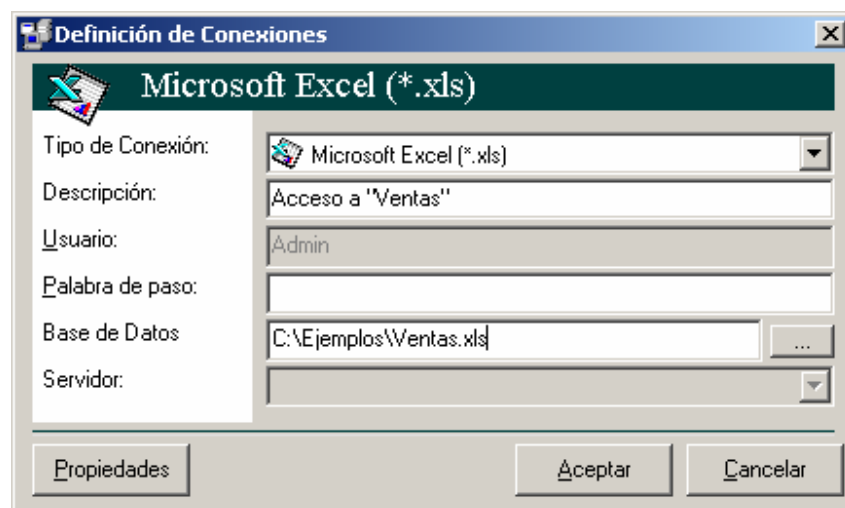 Definición de Conexiones
Microsoft Excel (*.xls)
Tipo de Conexión: Microsoft Excel (*.xls)
Descripción: Acceso a "Ventas"
Usuario: Admin
Palabra de paso:
Base de Datos C:\Ejemplos\Ventas.xls ...
Servidor:
Propiedades Aceptar Cancelar